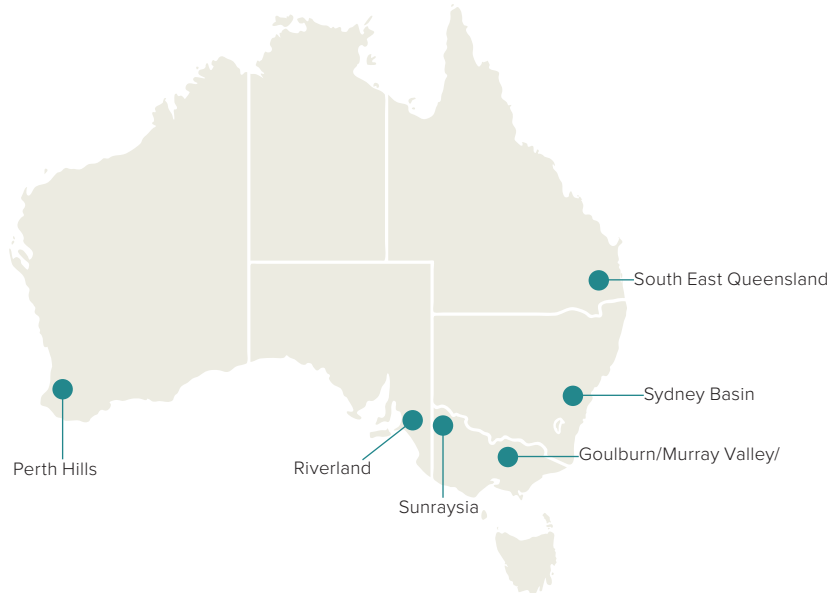 South East Queensland
Sydney Basin
Goulburn/Murray Valley/
Perth Hills
Riverland
Sunraysia